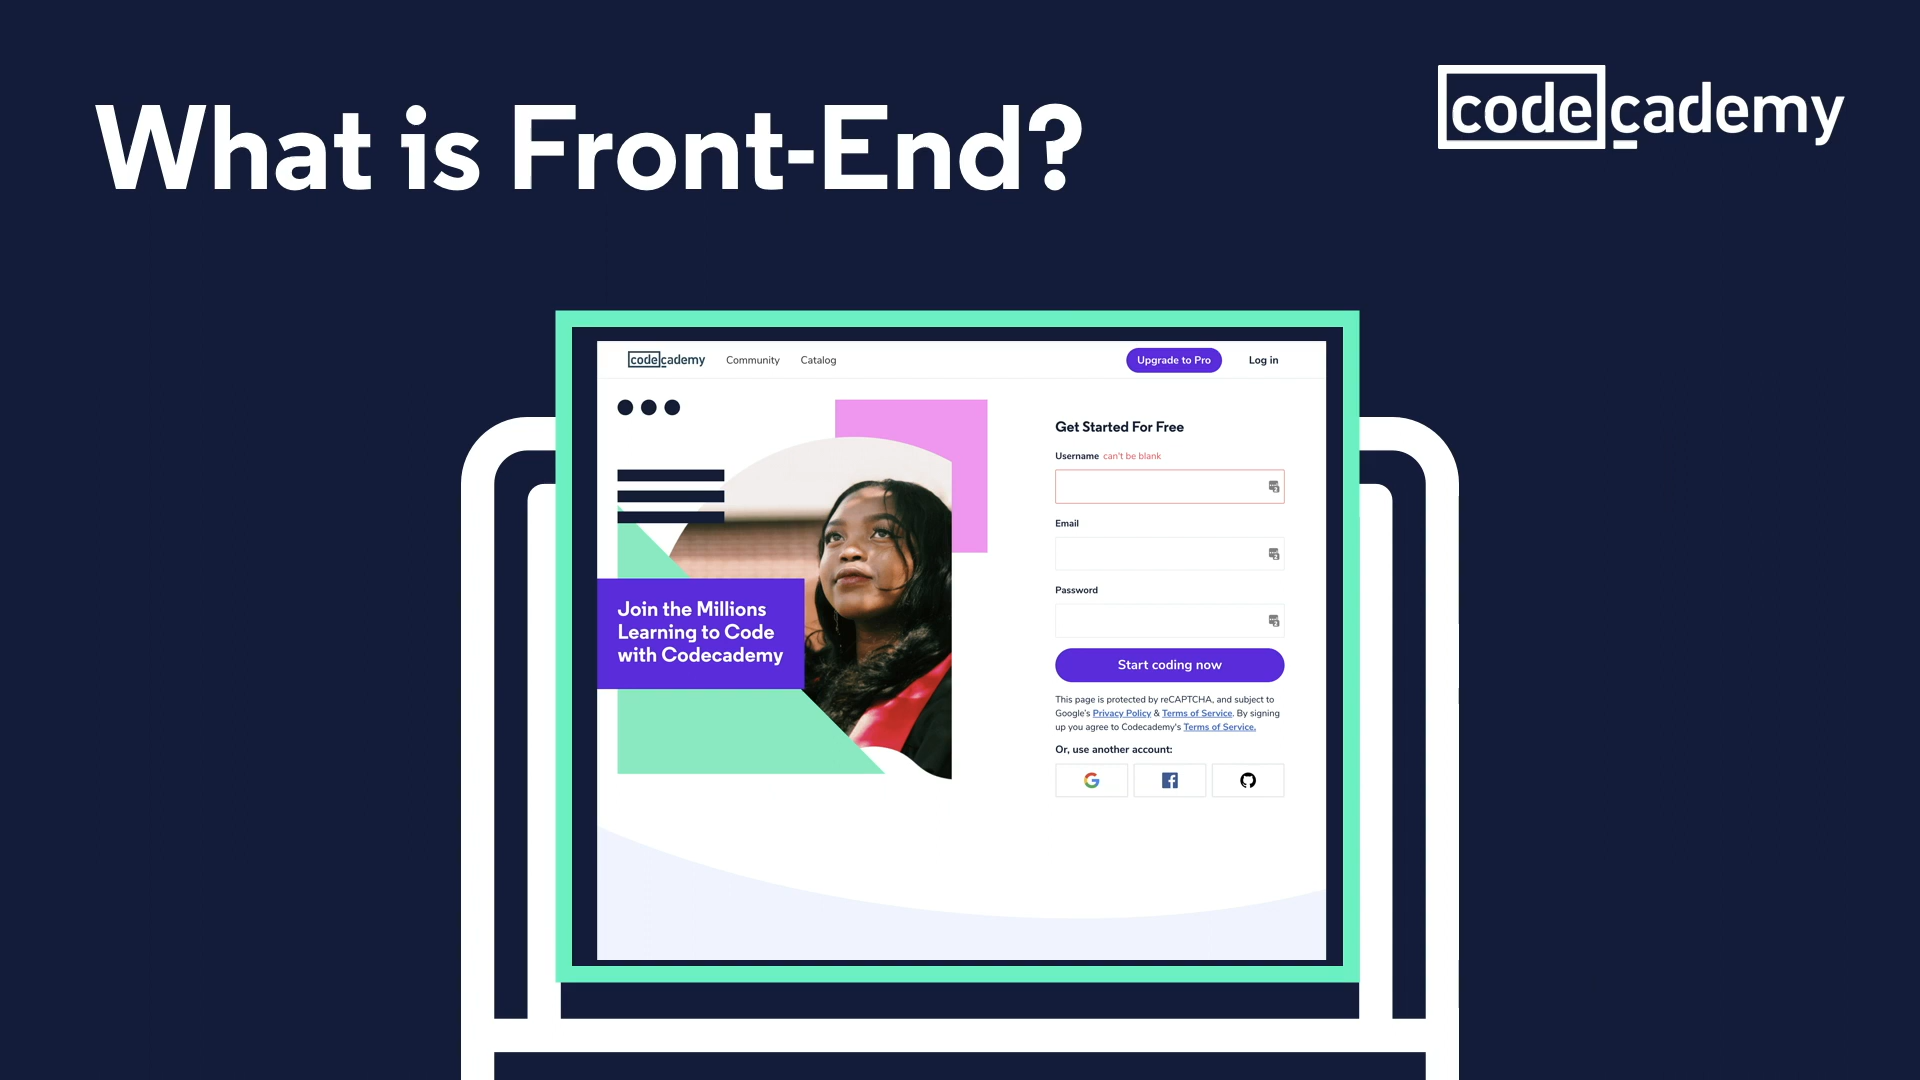 What is Front-End?
codecademy
codecademy Community Catalog Upgrade to Pro Log in
Get Started For Free
Username can't be blank
Email
Password
Join the Millions
Learning to Code
with Codecademy
Start coding now
This page is protected by reCAPTCHA, and subject to
Google's Privacy Policy & Terms of Service. By signing
up you agree to Codecademy's Terms of Service.
Or, use another account: